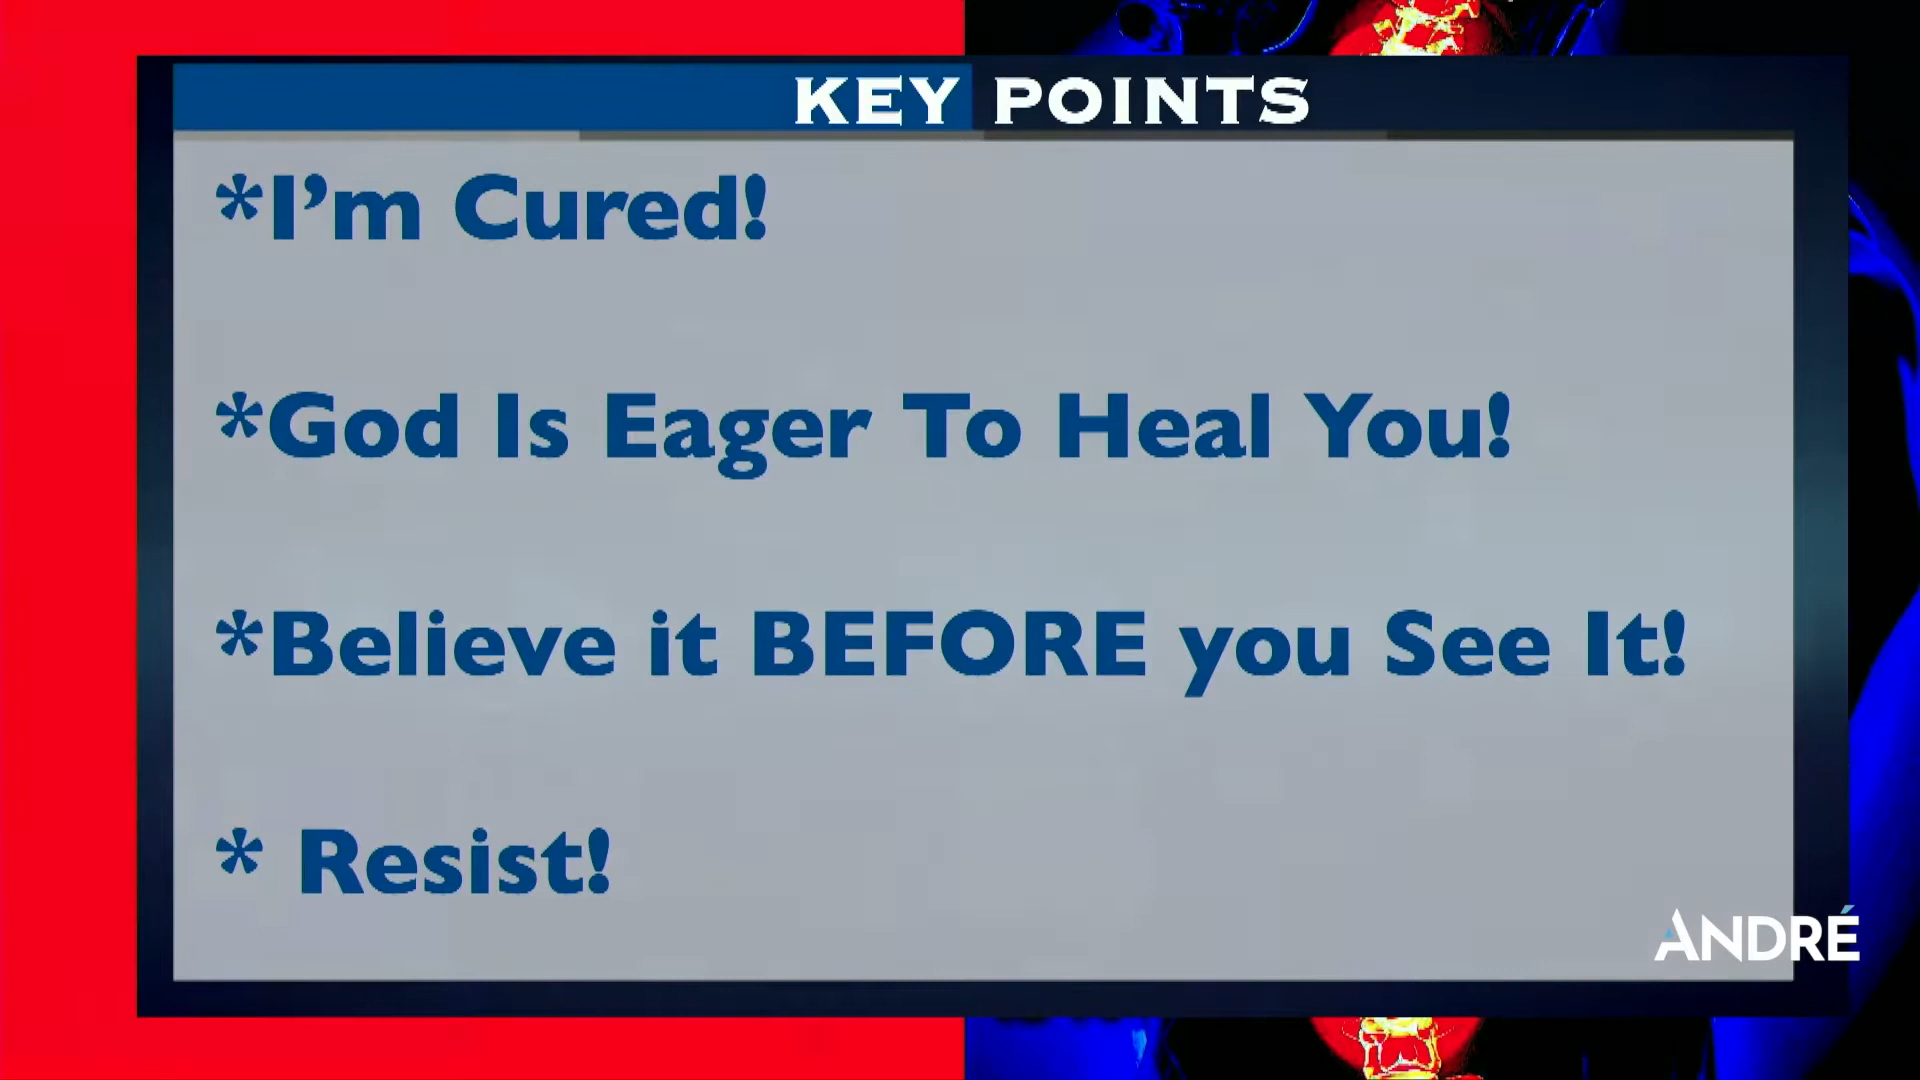 KEY POINTS
*I'm Cured!
*God Is Eager To Heal You!
*Believe it BEFORE you See It!
* Resist!
ANDRÉ